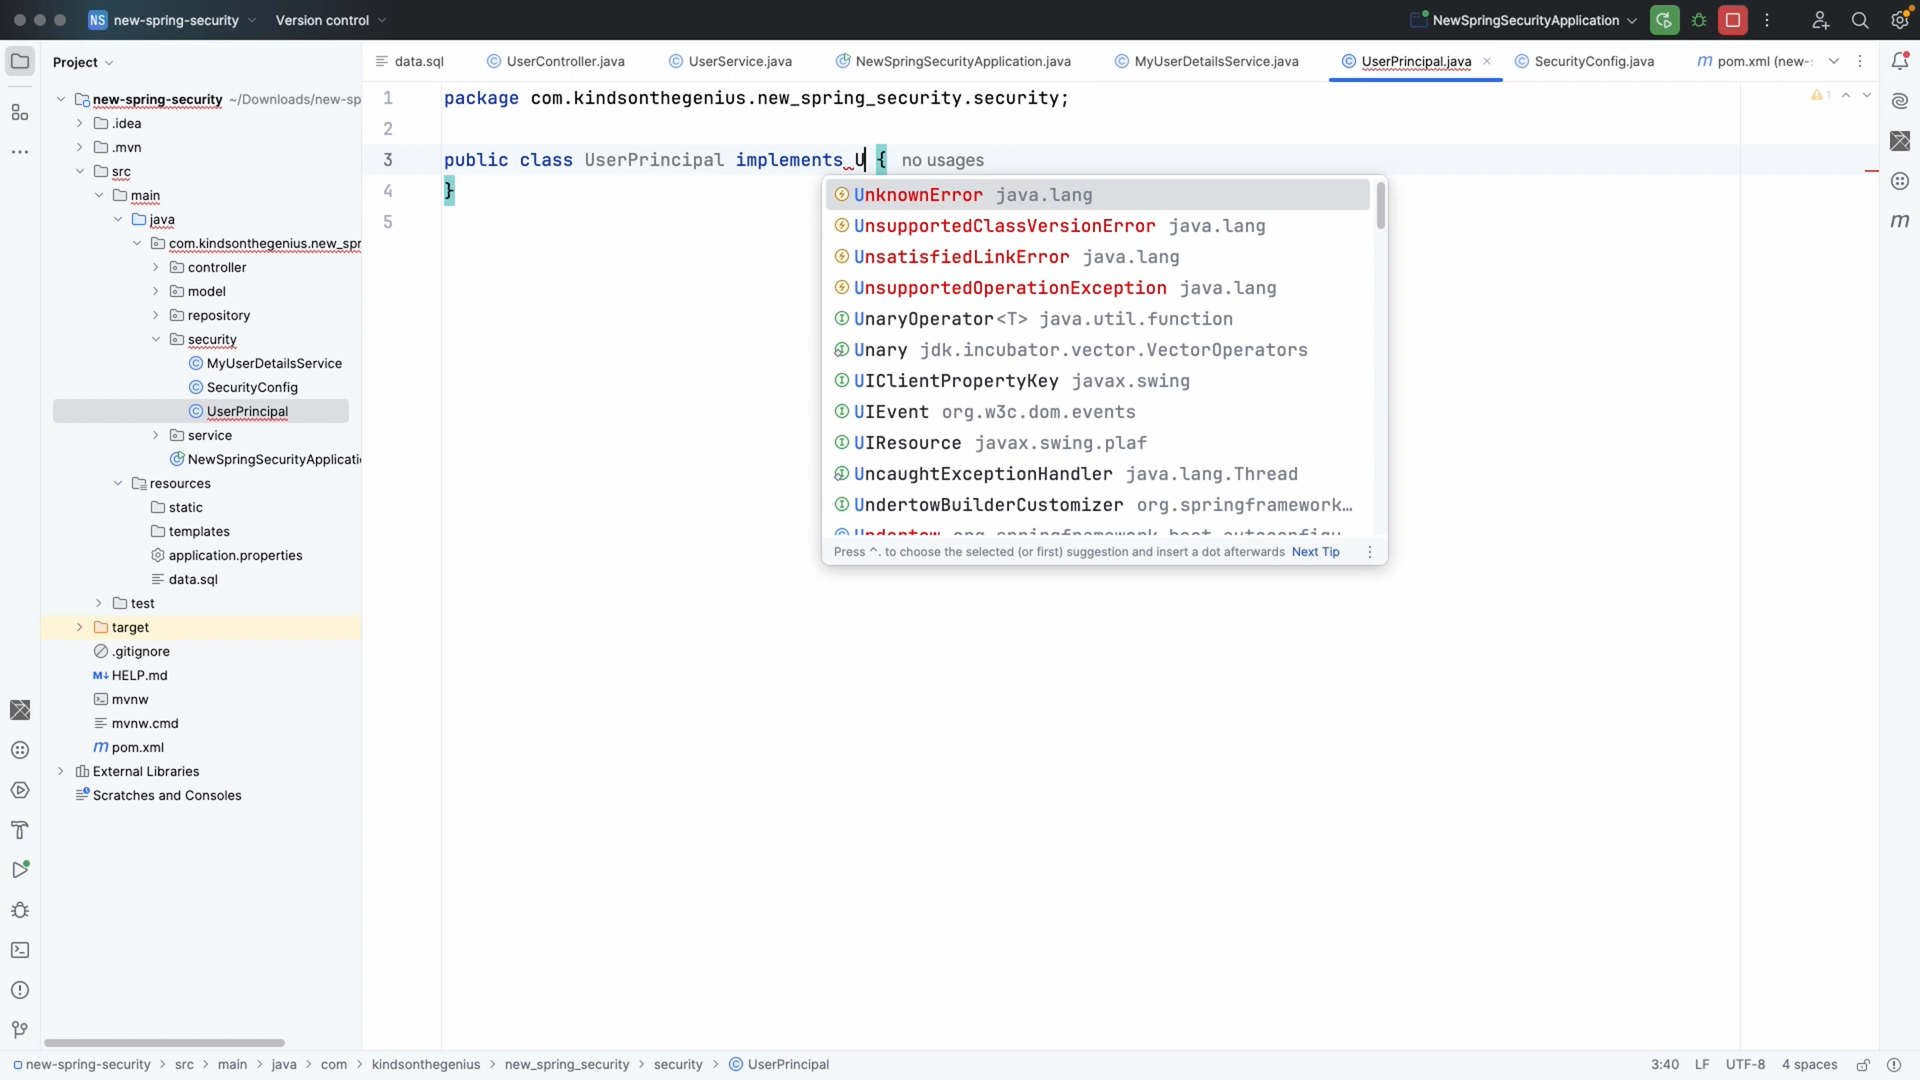 NS new-spring-security Version control NewSpringSecurityApplication
Project
data.sql UserController.java UserService.java NewSpringSecurityApplication.java MyUserDetailsService.java UserPrincipal.java SecurityConfig.java pom.xml (new-
new-spring-security ~/Downloads/new-sp
.idea
.mvn
src
main
java
com.kindsonthegenius.new_spr
controller
model
repository
security
MyUserDetailsService
SecurityConfig
UserPrincipal
service
NewSpringSecurityApplicati
resources
static
templates
application.properties
data.sql
test
target
.gitignore
HELP.md
mvnw
mvnw.cmd
pom.xml
External Libraries
Scratches and Consoles
1 package com.kindsonthegenius.new_spring_security.security;
1
2
3 public class UserPrincipal implements U { no usages
4 }
5
UnknownError java.lang
UnsupportedClassVersionError java.lang
UnsatisfiedLinkError java.lang
UnsupportedOperationException java.lang
UnaryOperator<T> java.util.function
Unary jdk.incubator.vector.VectorOperators
UIClientPropertyKey javax.swing
UIEvent org.w3c.dom.events
UIResource javax.swing.plaf
UncaughtExceptionHandler java.lang.Thread
UndertowBuilderCustomizer org.springframework…
Undertow org.springframework.boot.autoconfigu
Press ^. to choose the selected (or first) suggestion and insert a dot afterwards Next Tip
new-spring-security > src > main > java > com > kindsonthegenius > new_spring_security > security > UserPrincipal
3:40 LF UTF-8 4 spaces